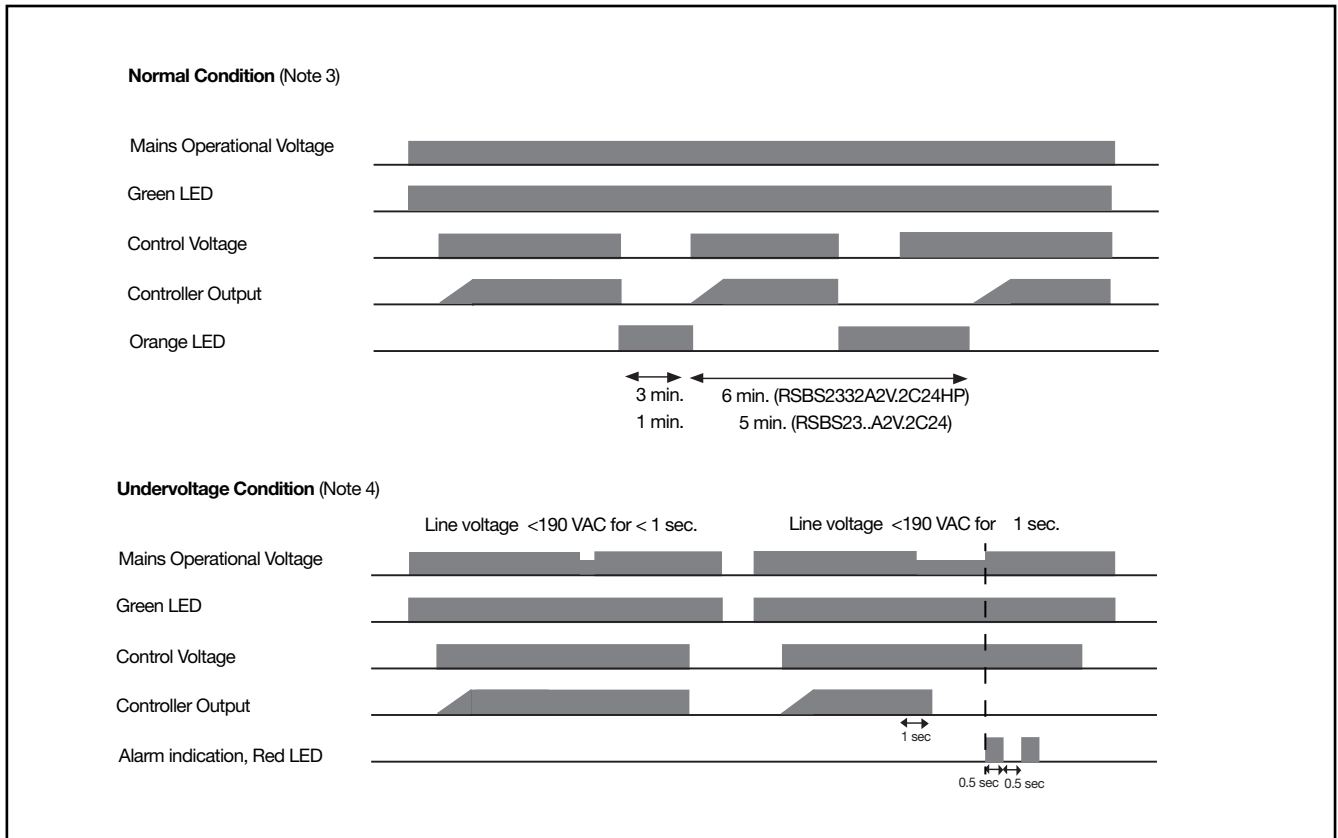 Normal Condition (Note 3)
Mains Operational Voltage
Green LED
Control Voltage
Controller Output
Orange LED
3 min. 6 min. (RSBS2332A2V.2C24HP)
1 min. 5 min. (RSBS23..A2V.2C24)
Undervoltage Condition (Note 4)
Line voltage <190 VAC for < 1 sec. Line voltage <190 VAC for 1 sec.
Mains Operational Voltage
Green LED
Control Voltage
Controller Output
1 sec
Alarm indication, Red LED
0.5 sec 0.5 sec